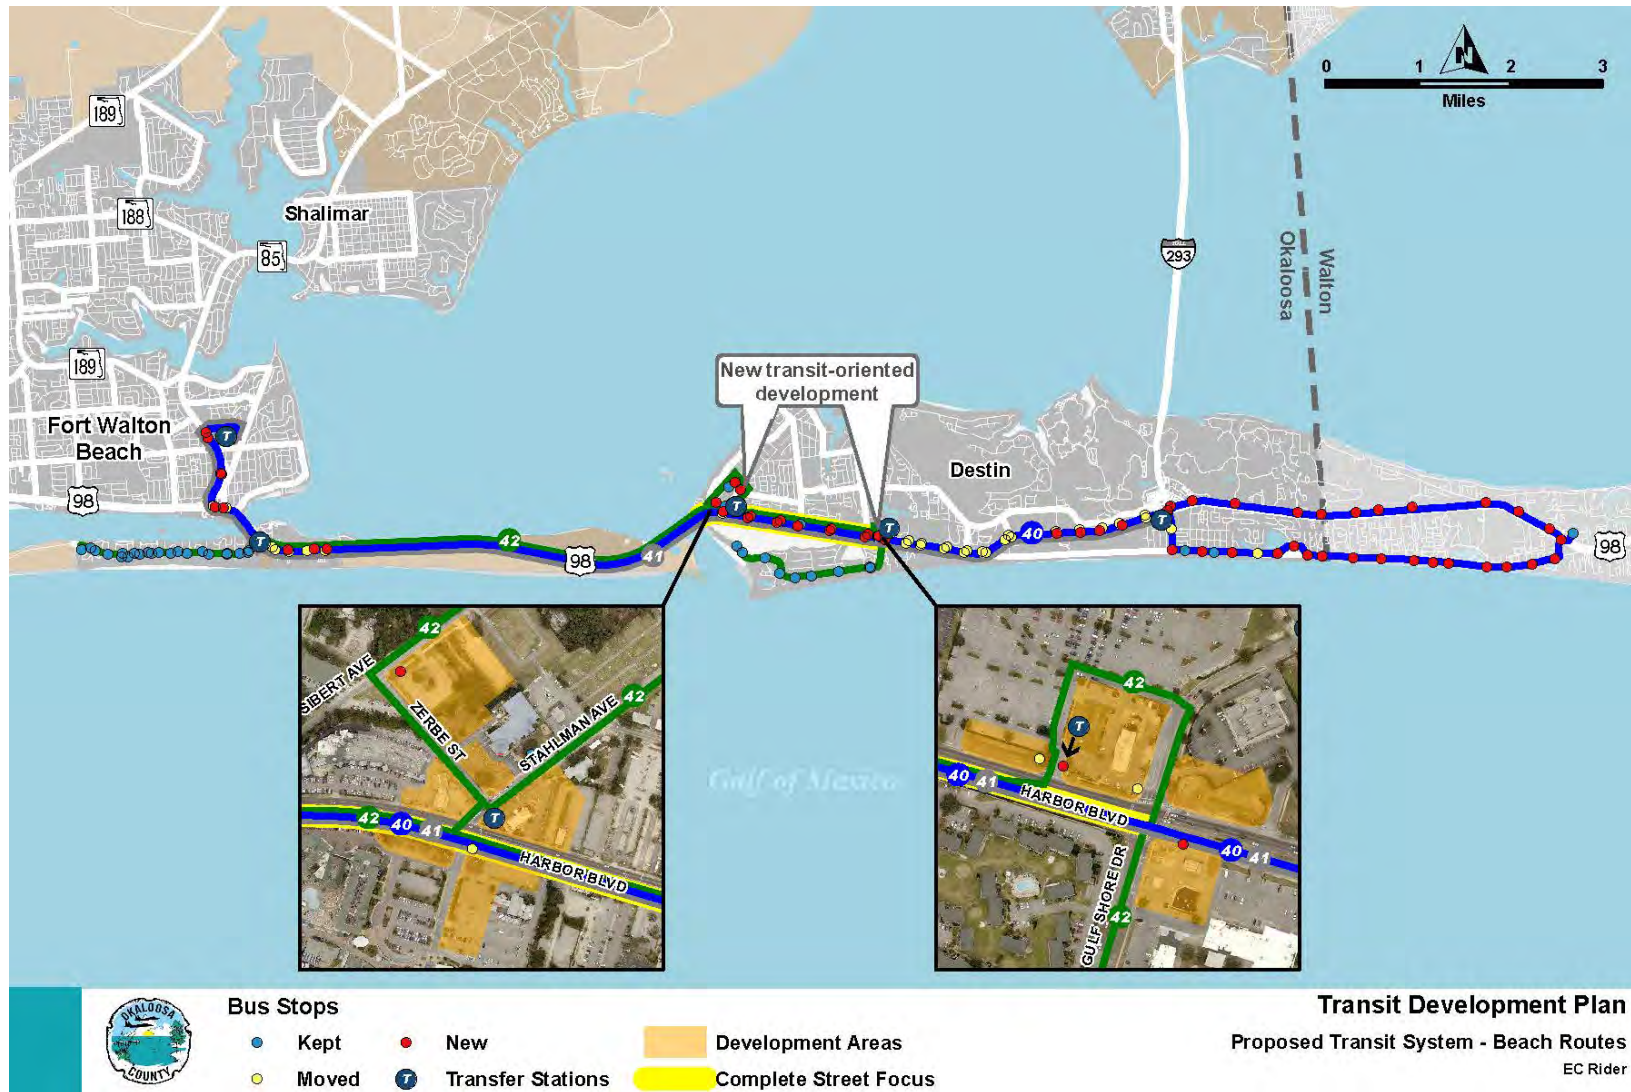 0 1 2 3
N
Miles
189
188
Shalimar
85
293
Walton
Okaloosa
189
New transit-oriented
development
Fort Walton
Beach
98
T
Destin
T
T
T
T
40
42
41
98
98
42
SIBERT AVE
ZERBE ST
42
STAHLMAN AVE
T
42
40
41
HARBOR BLVD
Gulf of Mexico
42
T
40
41
HARBOR BLVD
40
41
GULF SHORE DR
42
OKALOOSA
COUNTY
Bus Stops
Kept
New
Development Areas
Moved
T
Transfer Stations
Complete Street Focus
Transit Development Plan
Proposed Transit System - Beach Routes
EC Rider